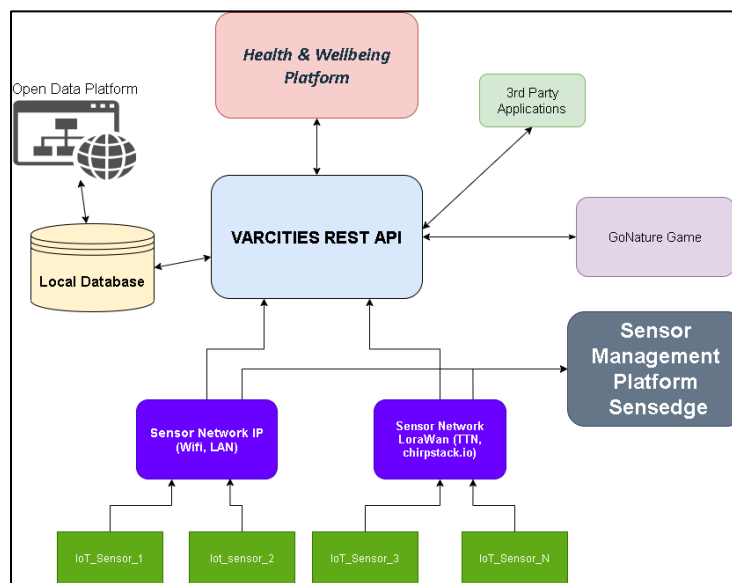 Health & Wellbeing
Platform
Open Data Platform
3rd Party
Applications
VARCITIES REST API
GoNature Game
Local Database
Sensor
Management
Platform
Sensedge
Sensor Network IP
(Wifi, LAN)
Sensor Network
LoraWan (TTN,
chirpstack.io)
IoT_Sensor_1
Iot_sensor_2
IoT_Sensor_3
IoT_Sensor_N